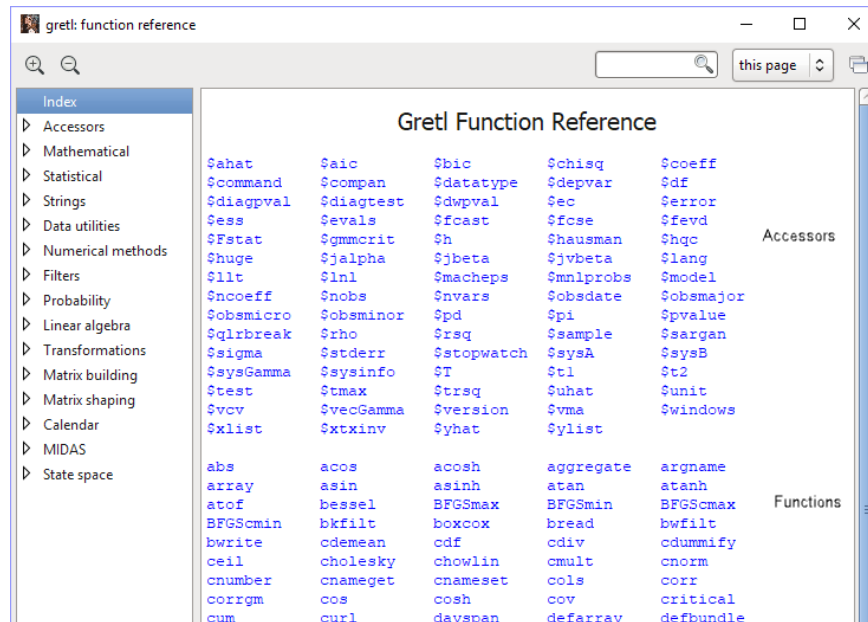 gretl: function reference
this page
Index
Accessors
Mathematical
Statistical
Strings
Data utilities
Numerical methods
Filters
Probability
Linear algebra
Transformations
Matrix building
Matrix shaping
Calendar
MIDAS
State space
Gretl Function Reference
$ahat $aic $bic $chisq $coeff
$command $compan $datatype $depvar $df
$diagpval $diagtest $dwpval $ec $error
$ess $evals $fcast $fcse $fevd
$Fstat $gmmcrit $h $hausman $hqc
Accessors
$huge $jalpha $jbeta $jvbeta $lang
$llt $lnl $macheps $mnlprobs $model
$ncoeff $nobs $nvars $obsdate $obsmajor
$obsmicro $obsminor $pd $pi $pvalue
$qlrbreak $rho $rsq $sample $sargan
$sigma $stderr $stopwatch $sysA $sysB
$sysGamma $sysinfo $T $t1 $t2
$test $tmax $trsq $uhat $unit
$vcv $vecGamma $version $vma $windows
$xlist $xtxinv $yhat $ylist
abs acos acosh aggregate argname
array asin asinh atan atanh
atof bessel BFGSmax BFGSmin BFGScmax
Functions
BFGScmin bkfilt boxcox bread bwfilt
bwrite cdemean cdf cdiv cdummify
ceil cholesky chowlin cmult cnorm
cnumber cnameget cnameset cols corr
corrgm cos cosh cov critical
cum curl dayspan defarray defbundle